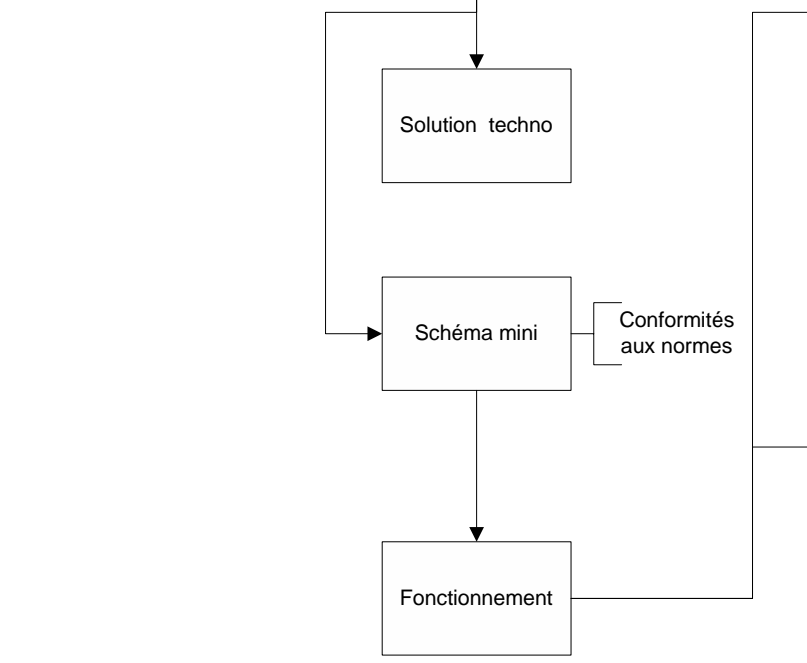 Solution techno
Schéma mini
Conformités
aux normes
Fonctionnement